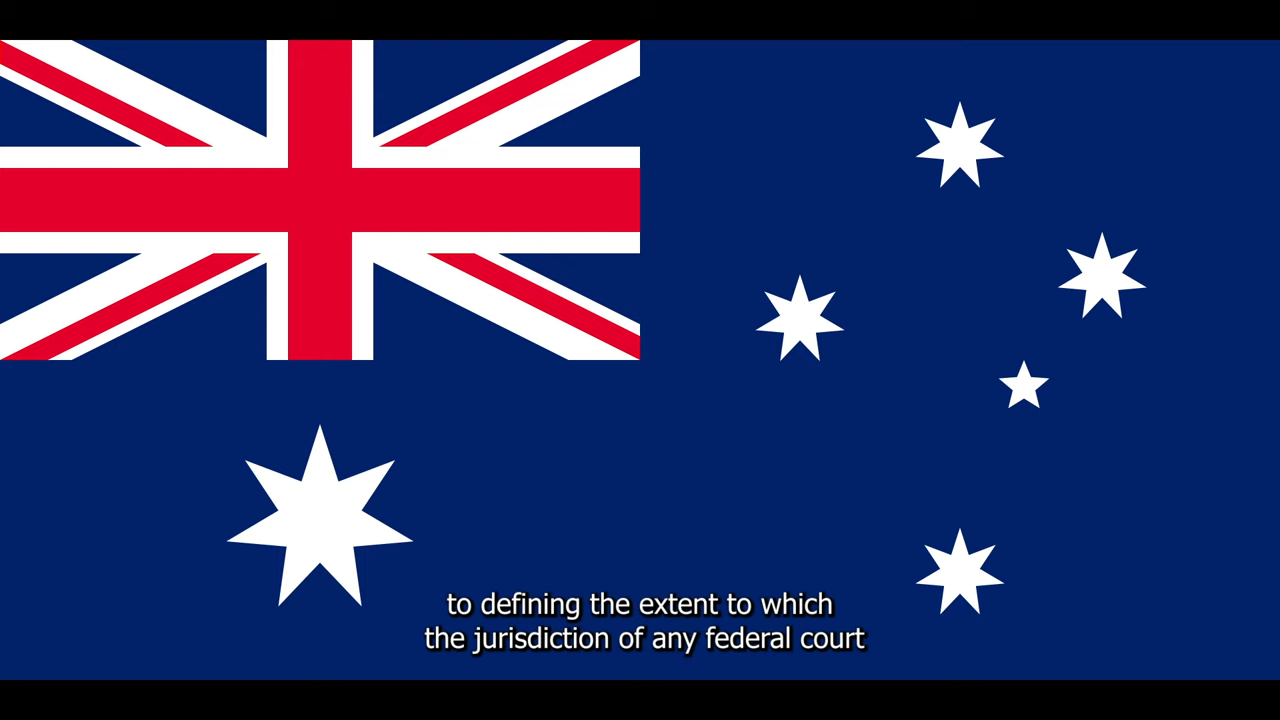 to defining the extent to which
the jurisdiction of any federal court